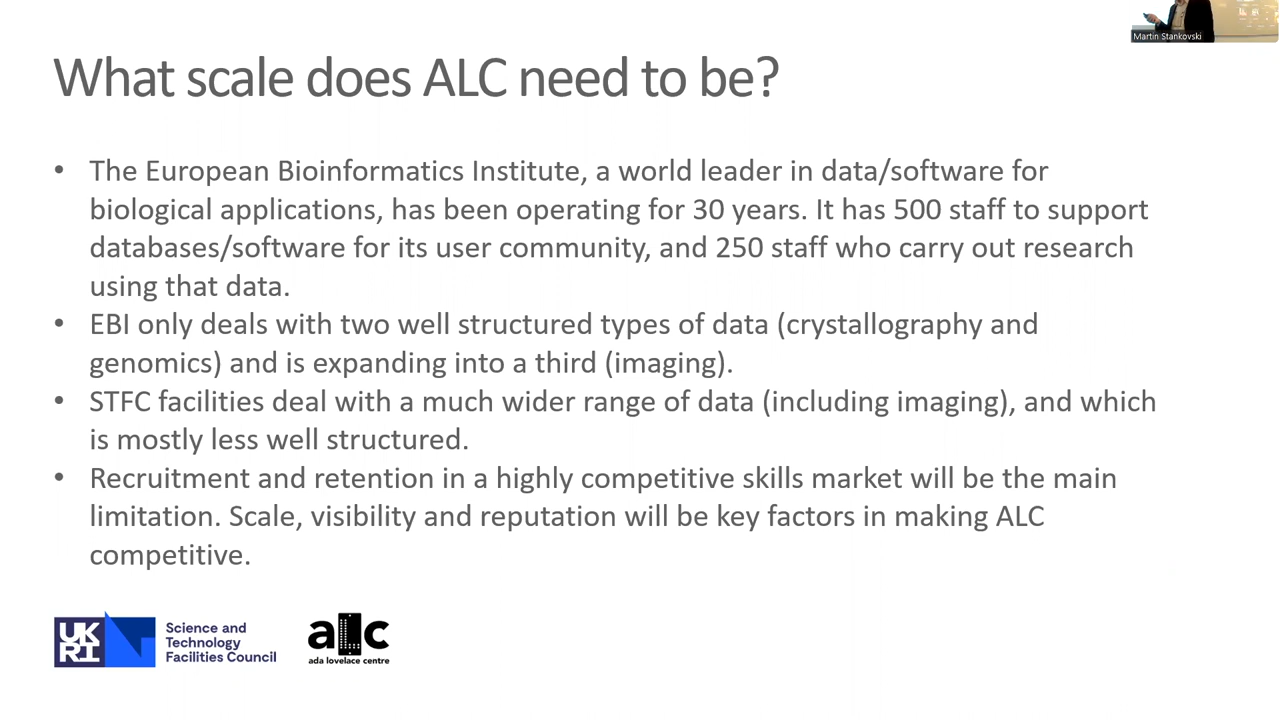 Martin Stankovski
What scale does ALC need to be?
• The European Bioinformatics Institute, a world leader in data/software for
biological applications, has been operating for 30 years. It has 500 staff to support
databases/software for its user community, and 250 staff who carry out research
using that data.
• EBI only deals with two well structured types of data (crystallography and
genomics) and is expanding into a third (imaging).
• STFC facilities deal with a much wider range of data (including imaging), and which
is mostly less well structured.
• Recruitment and retention in a highly competitive skills market will be the main
limitation. Scale, visibility and reputation will be key factors in making ALC
competitive.
UK
RI
Science and
Technology
Facilities Council
alc
ada lovelace centre